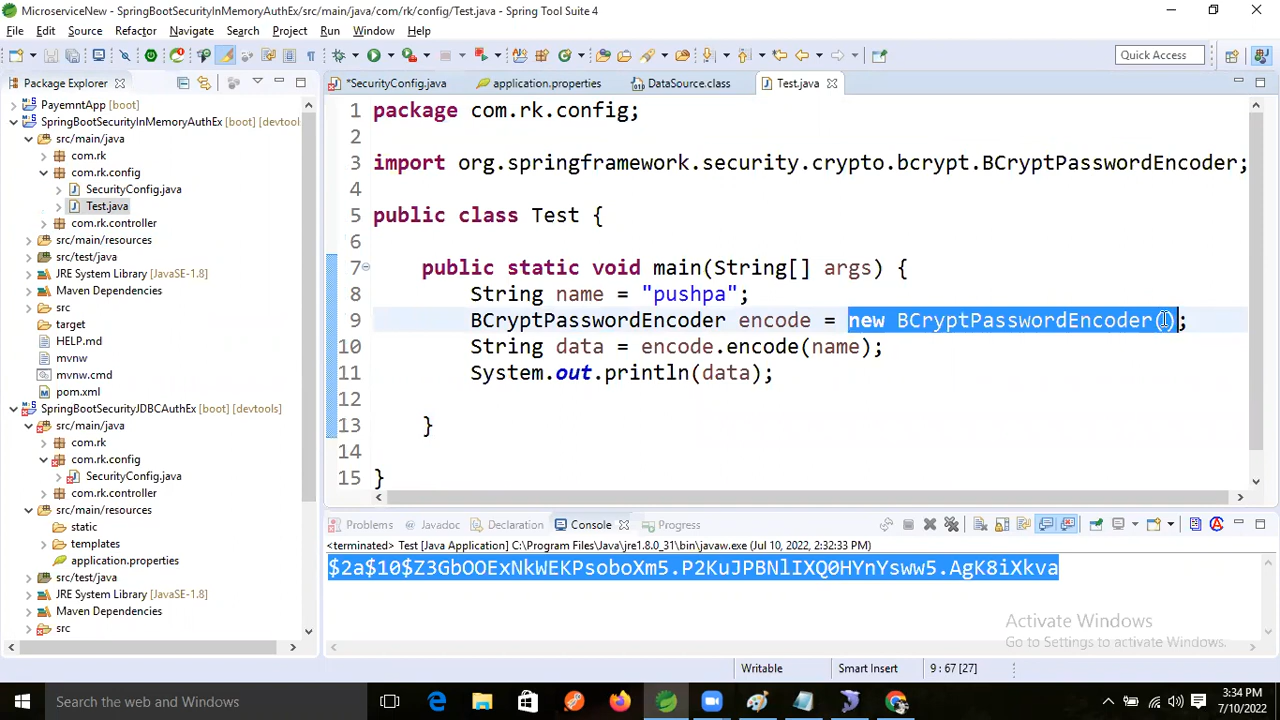 MicroserviceNew - SpringBootSecurityInMemoryAuthEx/src/main/java/com/rk/config/Test.java - Spring Tool Suite 4
File Edit Source Refactor Navigate Search Project Run Window Help
Quick Access
Package Explorer
*SecurityConfig.java application.properties DataSource.class Test.java
PayemntApp [boot]
SpringBootSecurityInMemoryAuthEx [boot] [devtools
src/main/java
com.rk
com.rk.config
SecurityConfig.java
Test.java
com.rk.controller
src/main/resources
src/test/java
JRE System Library [JavaSE-1.8]
Maven Dependencies
src
target
HELP.md
mvnw
mvnw.cmd
pom.xml
SpringBootSecurityJDBCAuthEx [boot] [devtools]
src/main/java
com.rk
com.rk.config
SecurityConfig.java
com.rk.controller
src/main/resources
static
templates
application.properties
src/test/java
JRE System Library [JavaSE-1.8]
Maven Dependencies
src
1 package com.rk.config;
2
3 import org.springframework.security.crypto.bcrypt.BCryptPasswordEncoder;
4
5 public class Test {
6
7 public static void main(String[] args) {
8 String name = "pushpa";
9 BCryptPasswordEncoder encode = new BCryptPasswordEncoder();
10 String data = encode.encode(name);
11 System.out.println(data);
12
13 }
14
15 }
Problems Javadoc Declaration Console Progress
<terminated> Test [Java Application] C:\Program Files\Java\jre1.8.0_31\bin\javaw.exe (Jul 10, 2022, 2:32:33 PM)
$2a$10$Z3GbOOExNkWEKPsoboXm5.P2KuJPBNlIXQ0HYnYsww5.AgK8iXkva
Activate Windows
Go to Settings to activate Windows.
Writable Smart Insert 9 : 67 [27]
Search the web and Windows
3:34 PM
7/10/2022